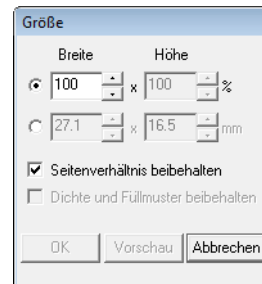 Größe
Breite Höhe
100 x 100 %
27.1 x 16.5 mm
Seitenverhältnis beibehalten
Dichte und Füllmuster beibehalten
OK Vorschau Abbrechen